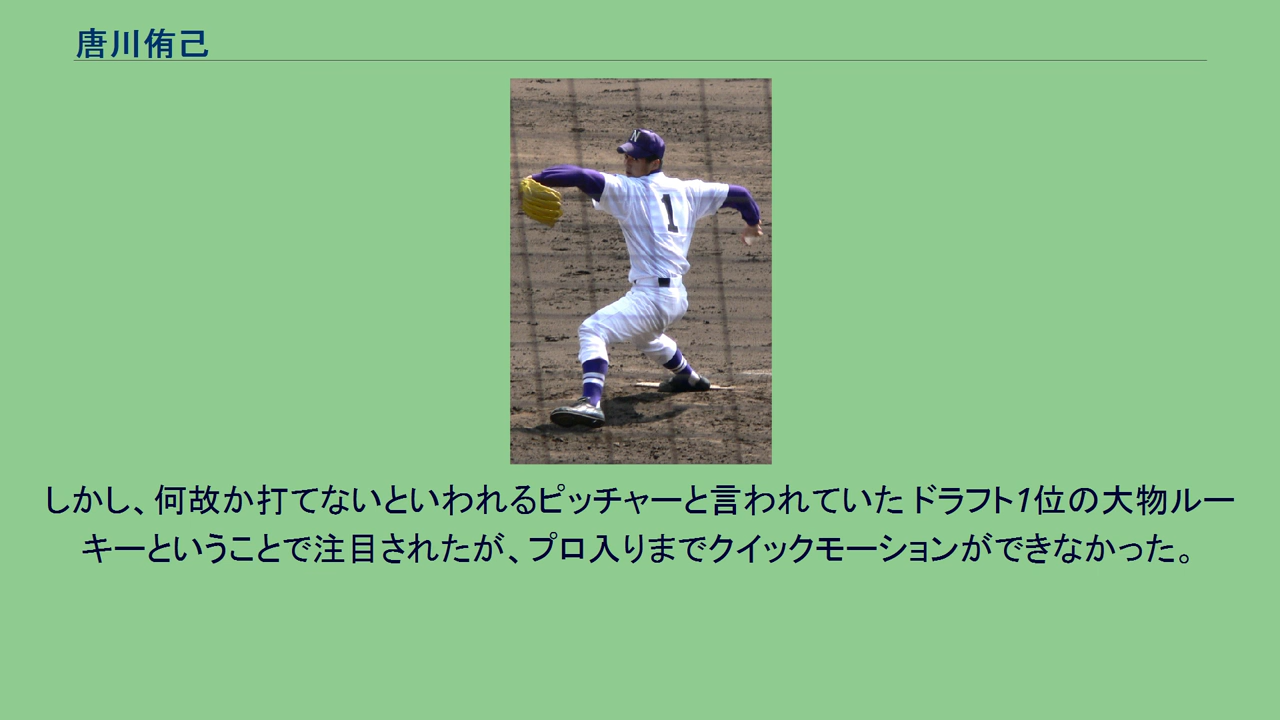 唐川侑己
N
1
しかし、何故か打てないといわれるピッチャーと言われていたドラフト1位の大物ルー
キーということで注目されたが、プロ入りまでクイックモーションができなかった。